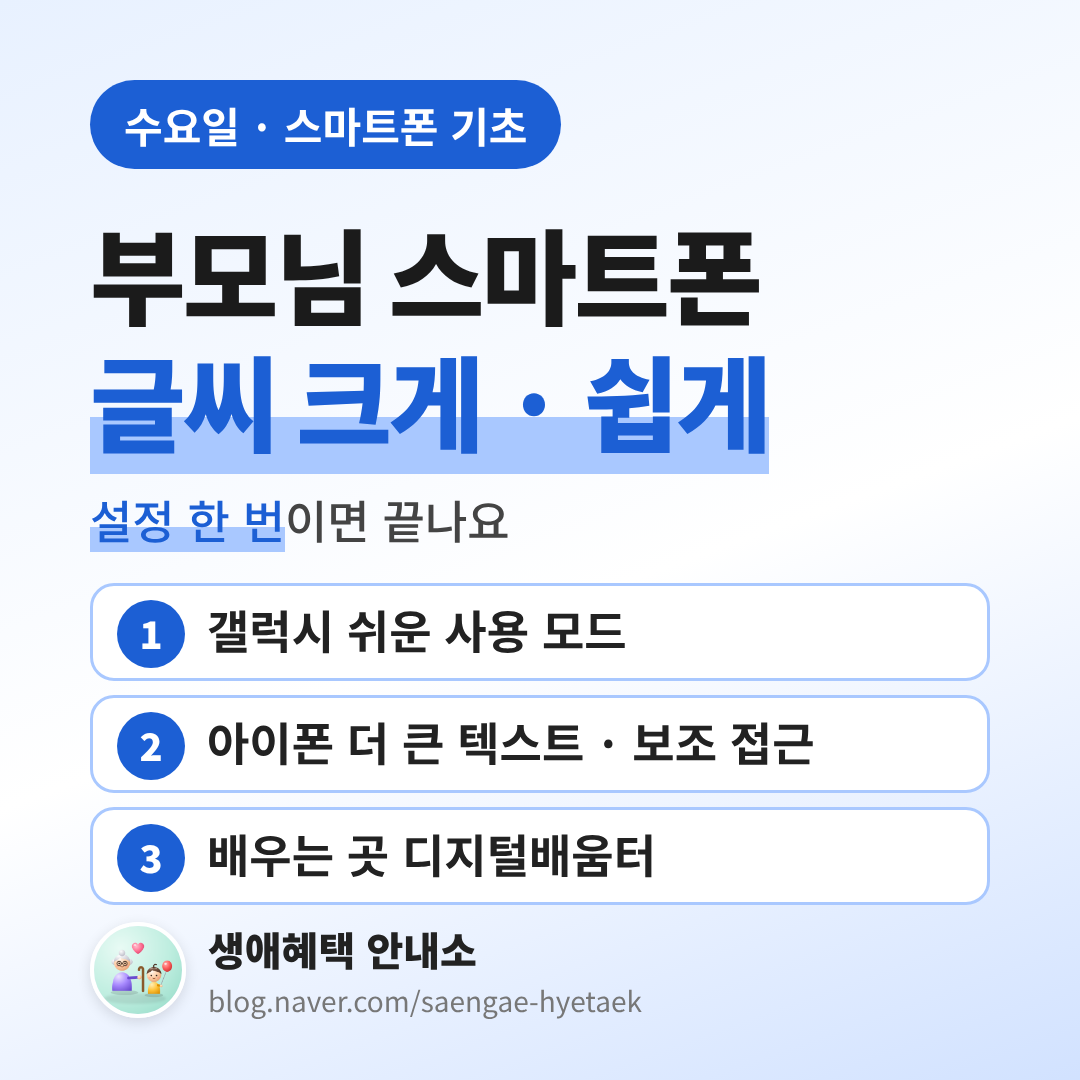 수요일 · 스마트폰 기초
부모님 스마트폰
글씨 크게 · 쉽게
설정 한 번이면 끝나요
1 갤럭시 쉬운 사용 모드
2 아이폰 더 큰 텍스트 · 보조 접근
3 배우는 곳 디지털배움터
생애혜택 안내소
blog.naver.com/saengae-hyetaek